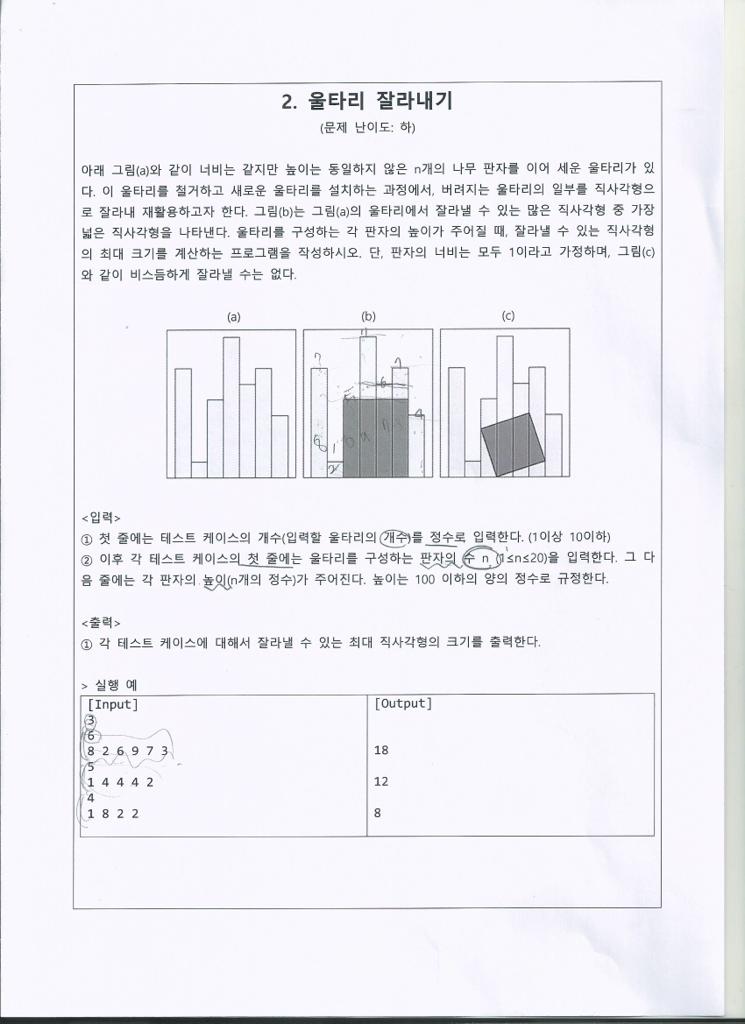 2. 울타리 잘라내기
(문제 난이도: 하)
아래 그림(a)와 같이 너비는 같지만 높이는 동일하지 않은 n개의 나무 판자를 이어 세운 울타리가 있
다. 이 울타리를 철거하고 새로운 울타리를 설치하는 과정에서, 버려지는 울타리의 일부를 직사각형으
로 잘라내 재활용하고자 한다. 그림(b)는 그림(a)의 울타리에서 잘라낼 수 있는 많은 직사각형 중 가장
넓은 직사각형을 나타낸다. 울타리를 구성하는 각 판자의 높이가 주어질 때, 잘라낼 수 있는 직사각형
의 최대 크기를 계산하는 프로그램을 작성하시오. 단, 판자의 너비는 모두 1이라고 가정하며, 그림(c)
와 같이 비스듬하게 잘라낼 수는 없다.
(a) (b) (c)
7 7
6
4
8 1
2
<입력>
① 첫 줄에는 테스트 케이스의 개수(입력할 울타리의 개수)를 정수로 입력한다. (1이상 10이하)
② 이후 각 테스트 케이스의 첫 줄에는 울타리를 구성하는 판자의 수 n (1≤n≤20)을 입력한다. 그 다
음 줄에는 각 판자의 높이(n개의 정수)가 주어진다. 높이는 100 이하의 양의 정수로 규정한다.
<출력>
① 각 테스트 케이스에 대해서 잘라낼 수 있는 최대 직사각형의 크기를 출력한다.
> 실행 예
[Input] [Output]
3
6
8 2 6 9 7 3 18
5
1 4 4 4 2 12
4
1 8 2 2 8